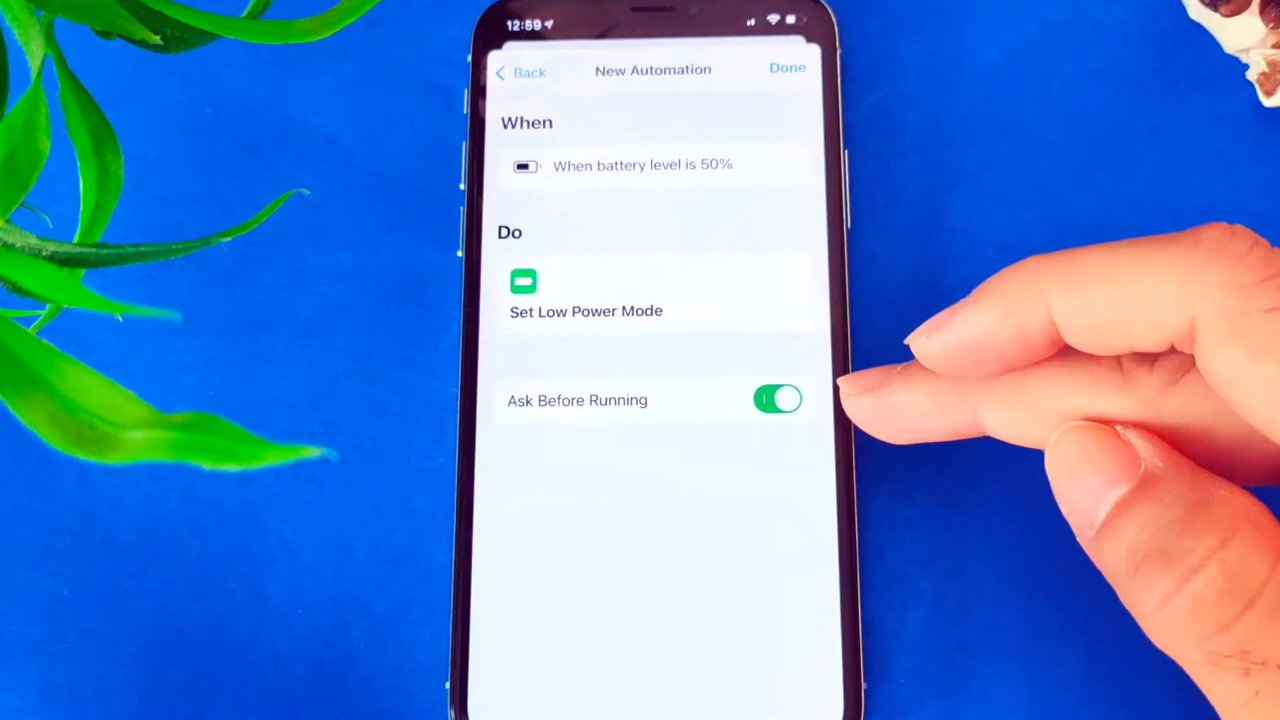 12:59
Back
New Automation
Done
When
When battery level is 50%
Do
Set Low Power Mode
Ask Before Running